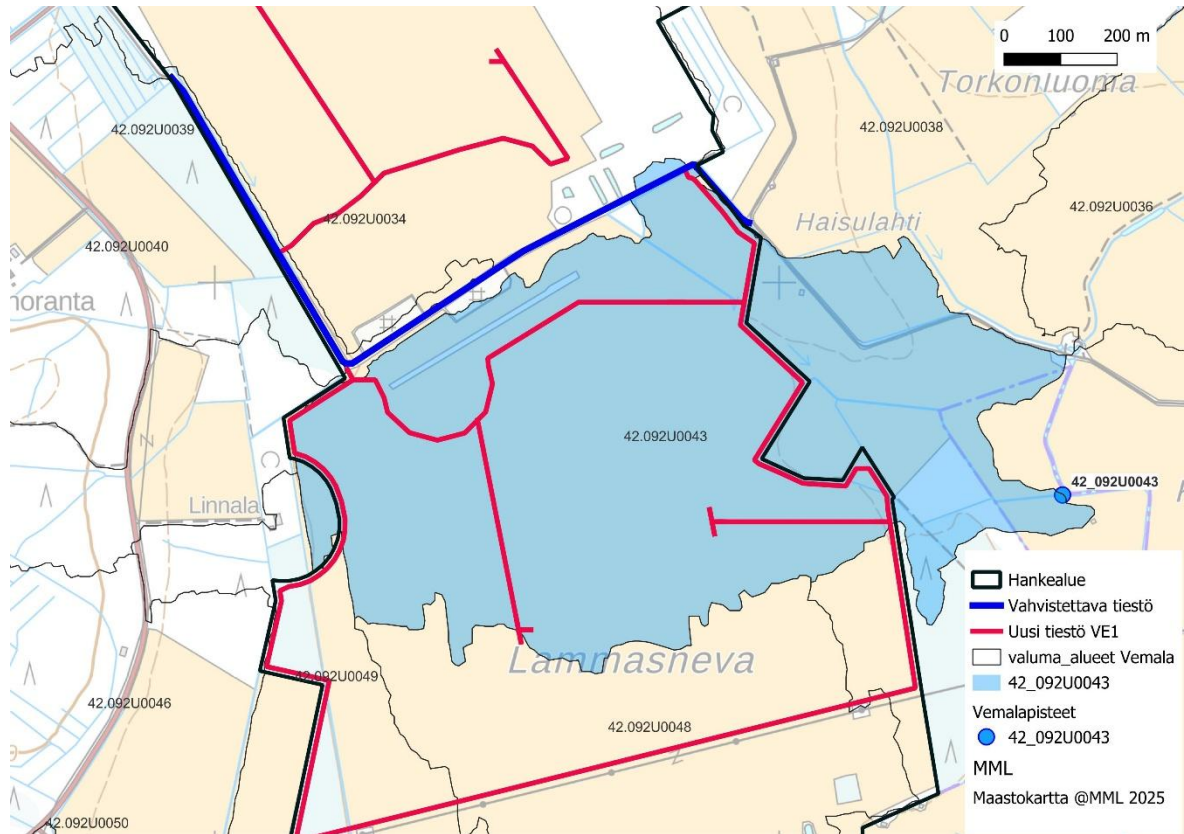 0 100 200 m
Torkonluoma
42.092U0039
42.092U0038
42.092U0036
42.092U0034
Haisulahti
42.092U0040
noranta
42.092U0043
42_092U0043
Linnala
Lammasneva
42.092U0049
42.092U0046
42.092U0048
42.092U0050
Hankealue
Vahvistettava tiestö
Uusi tiestö VE1
valuma_alueet Vemala
42_092U0043
Vemalapisteet
42_092U0043
MML
Maastokartta @MML 2025